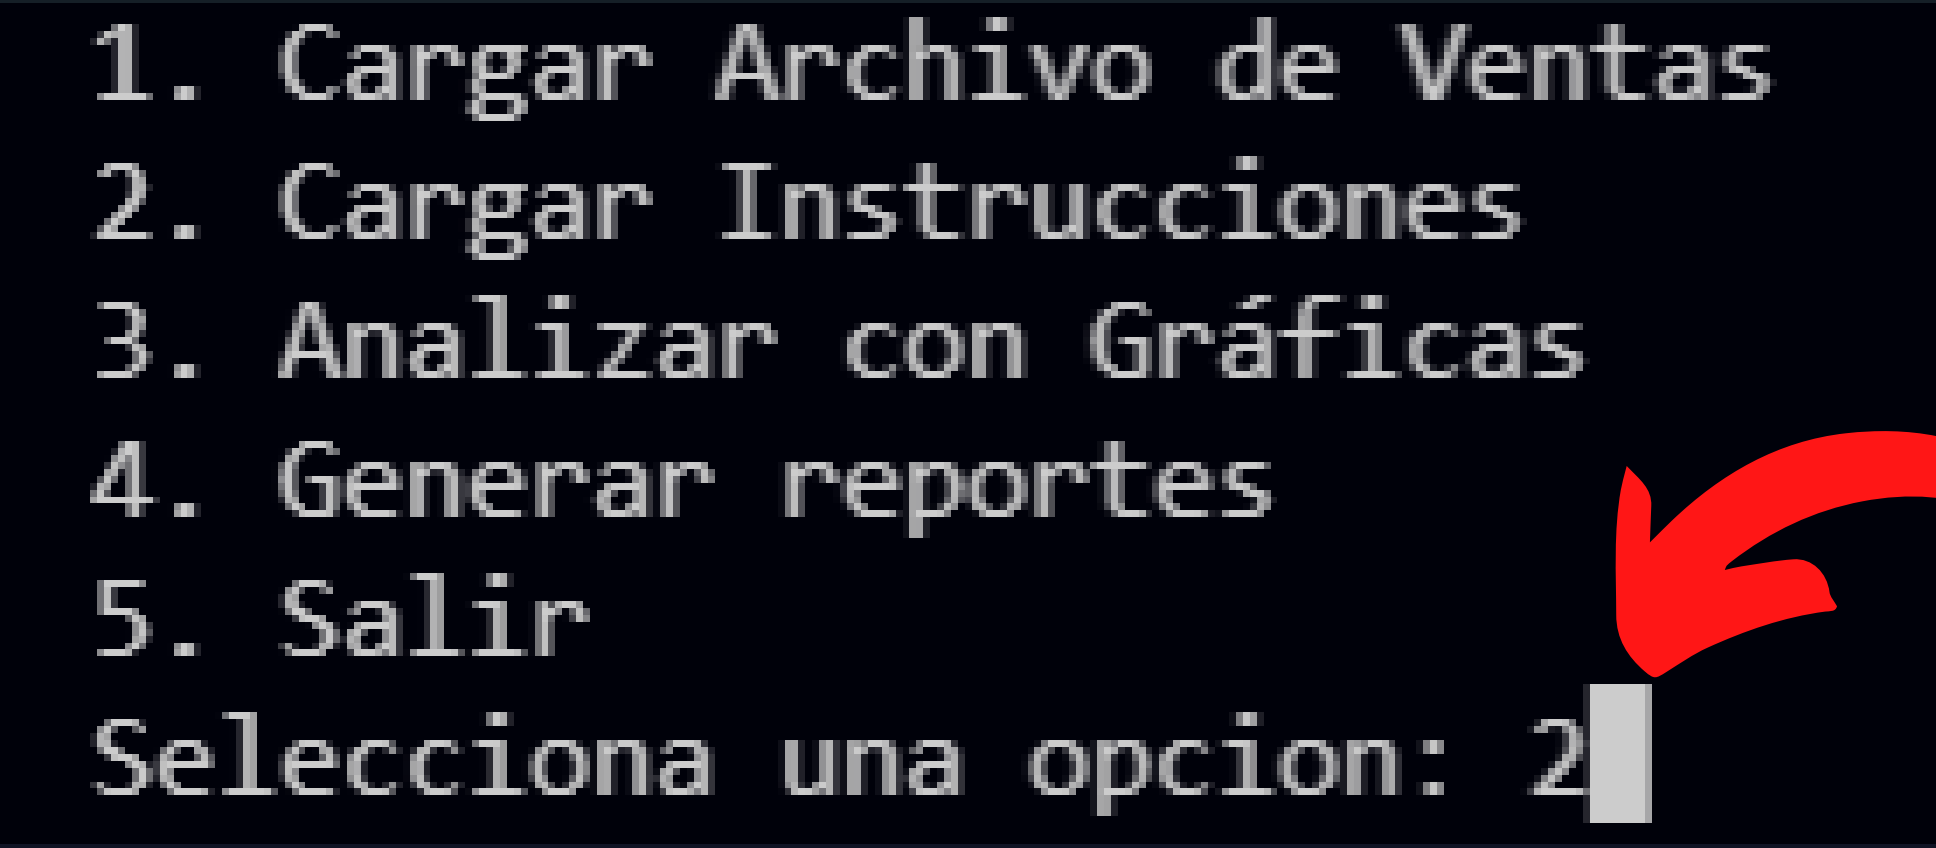 1. Cargar Archivo de Ventas
2. Cargar Instrucciones
3. Analizar con Gráficas
4. Generar reportes
5. Salir
Selecciona una opcion: 2